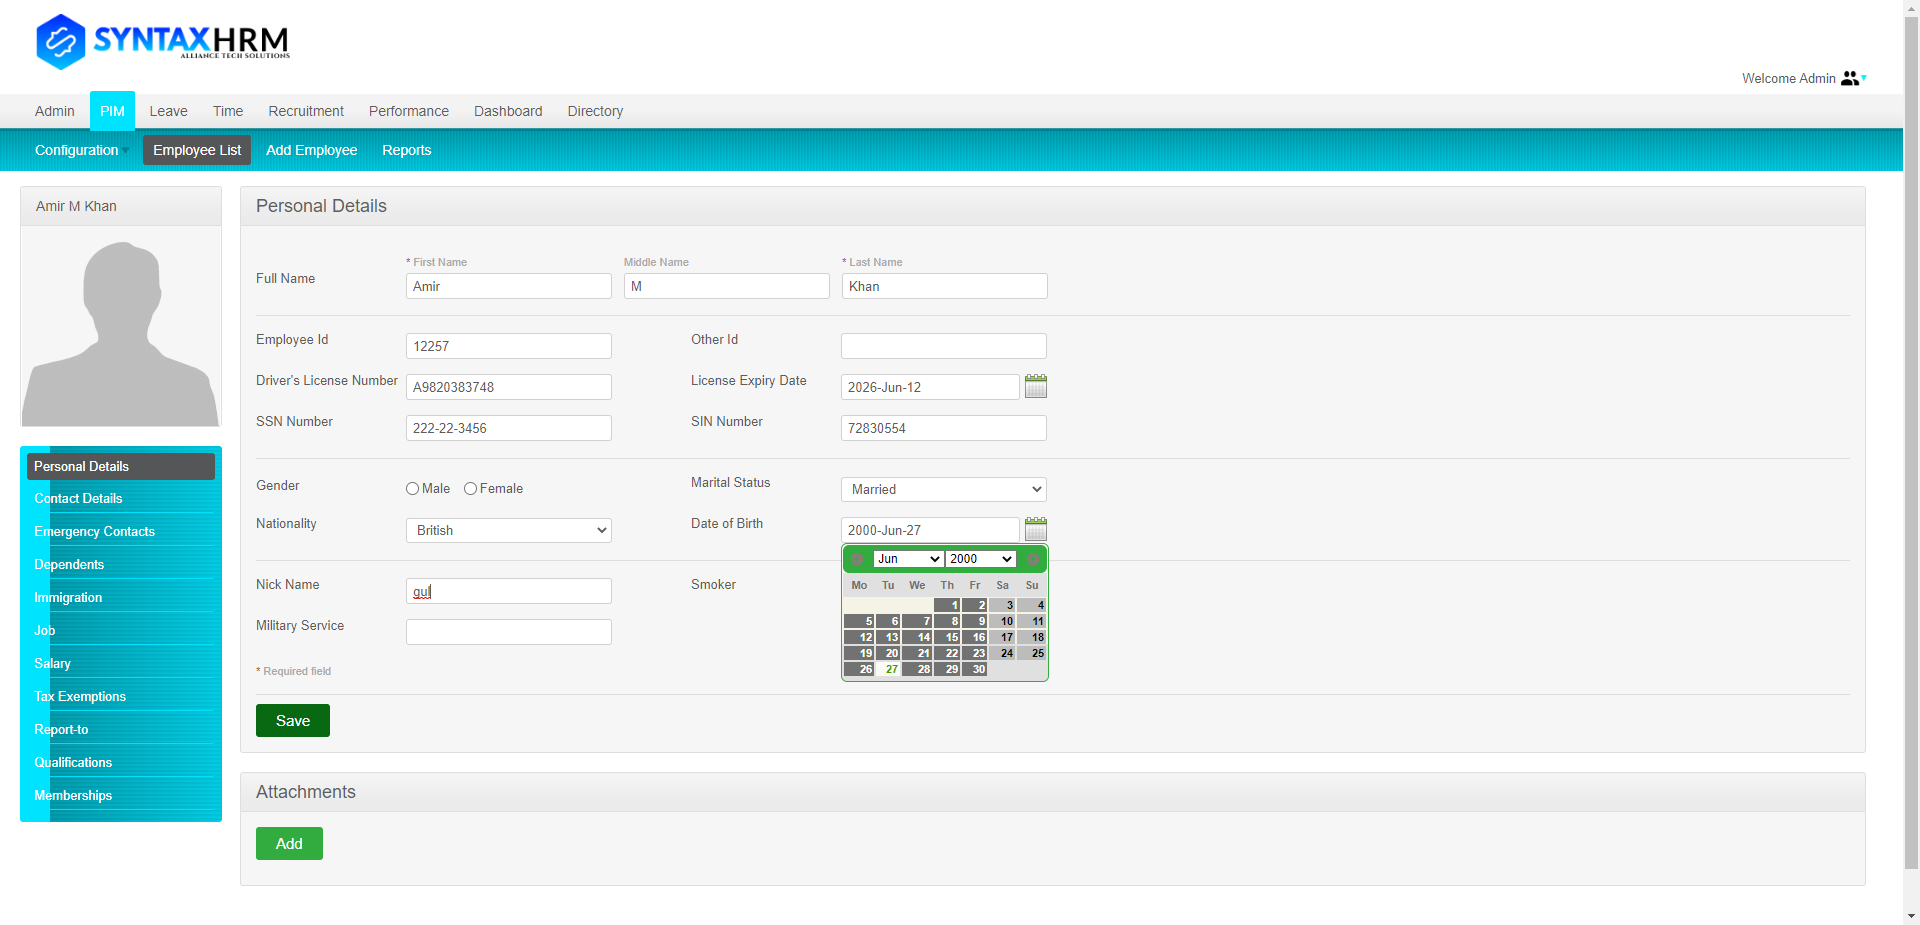 SYNTAXHRM
ALLIANCE TECH SOLUTIONS
Welcome Admin
Admin PIM Leave Time Recruitment Performance Dashboard Directory
Configuration Employee List Add Employee Reports
Amir M Khan
Personal Details
* First Name Middle Name * Last Name
Full Name Amir M Khan
Employee Id 12257 Other Id
Driver's License Number A9820383748 License Expiry Date 2026-Jun-12
SSN Number 222-22-3456 SIN Number 72830554
Gender Male Female Marital Status Married
Nationality British Date of Birth 2000-Jun-27
Jun 2000
Mo Tu We Th Fr Sa Su
1 2 3 4
5 6 7 8 9 10 11
12 13 14 15 16 17 18
19 20 21 22 23 24 25
26 27 28 29 30
Nick Name gul Smoker
Military Service
* Required field
Save
Personal Details
Contact Details
Emergency Contacts
Dependents
Immigration
Job
Salary
Tax Exemptions
Report-to
Qualifications
Memberships
Attachments
Add